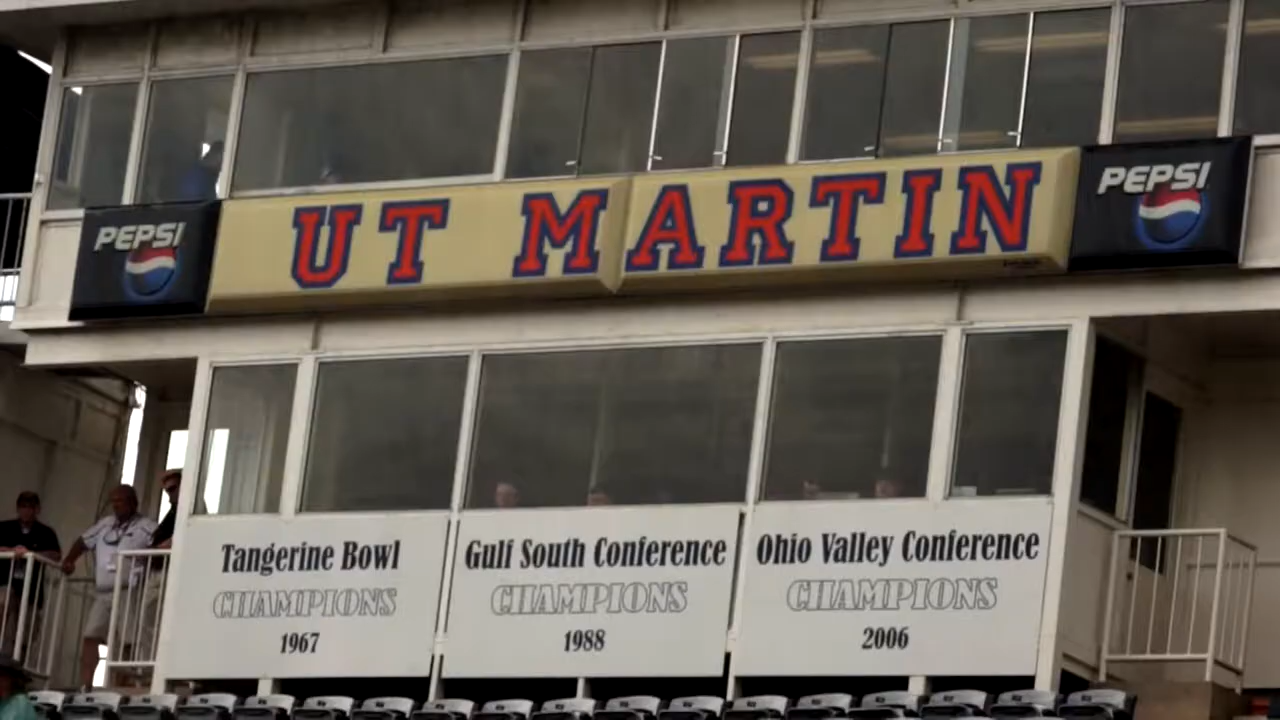 PEPSI
UT MARTIN
PEPSI
Tangerine Bowl
CHAMPIONS
1967
Gulf South Conference
CHAMPIONS
1988
Ohio Valley Conference
CHAMPIONS
2006